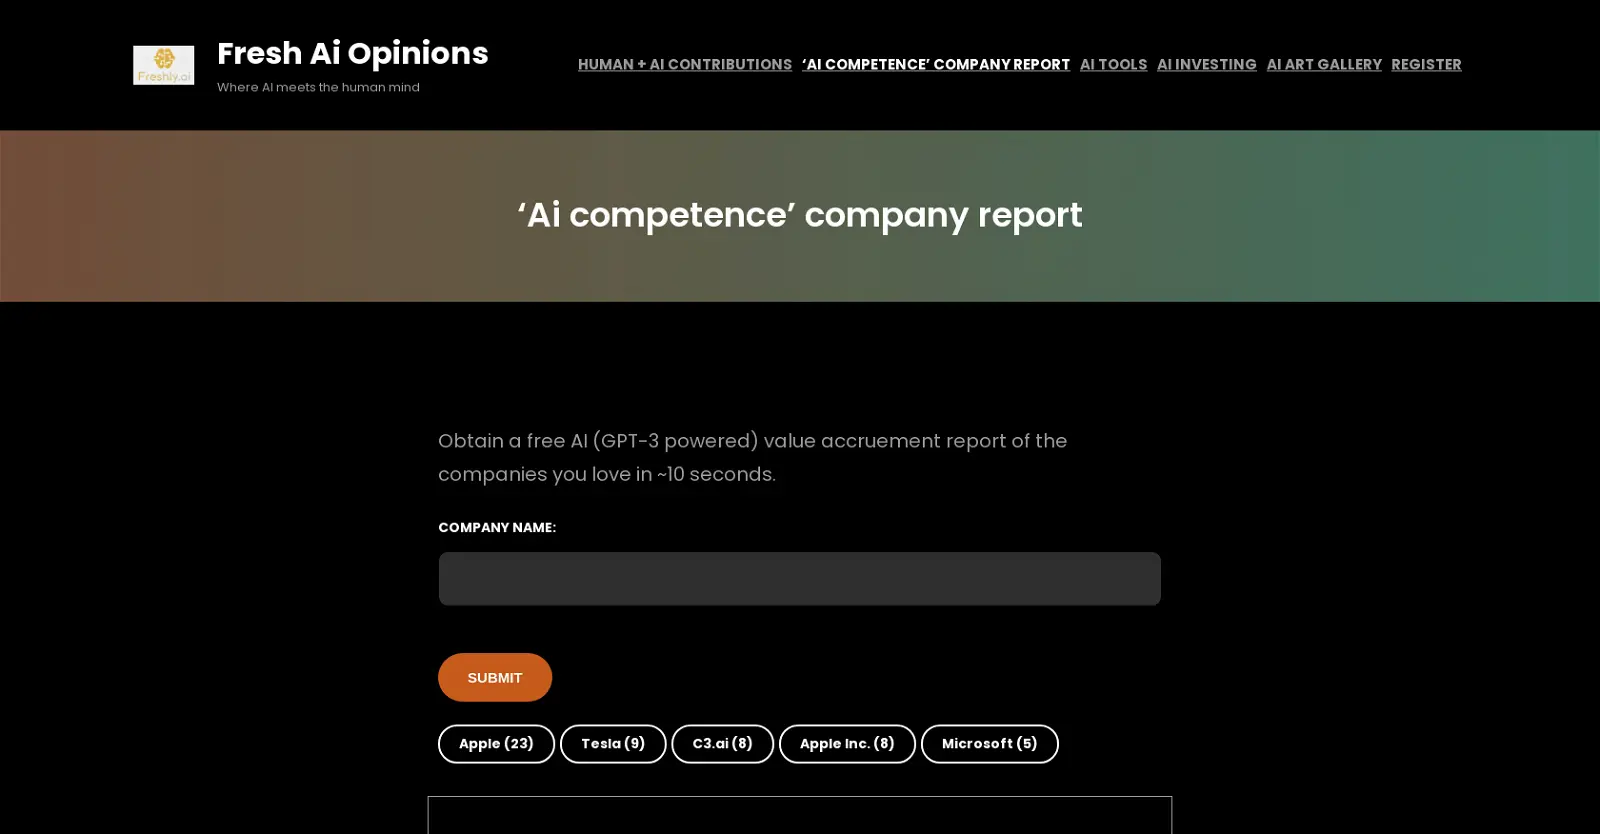 Freshly.ai
Fresh Ai Opinions
Where AI meets the human mind
HUMAN + AI CONTRIBUTIONS ‘AI COMPETENCE’ COMPANY REPORT AI TOOLS AI INVESTING AI ART GALLERY REGISTER
‘Ai competence’ company report
Obtain a free AI (GPT-3 powered) value accruement report of the
companies you love in ~10 seconds.
COMPANY NAME:
SUBMIT
Apple (23) Tesla (9) C3.ai (8) Apple Inc. (8) Microsoft (5)